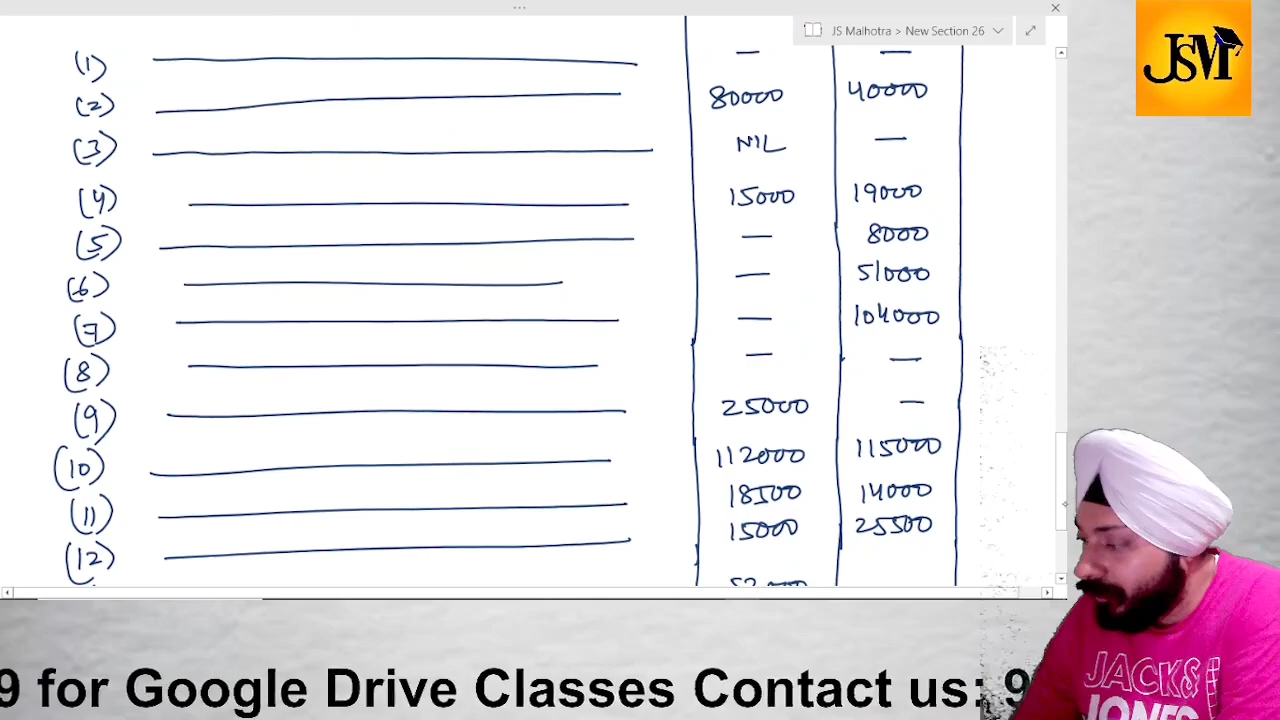 JS Malhotra > New Section 26
JSM
(1) — —
(2) 80000 40000
(3) NIL —
(4) 15000 19000
(5) — 8000
(6) — 51000
(7) — 104000
(8) — —
(9) 25000 —
(10) 112000 115000
(11) 18500 14000
(12) 15000 25500
JACKS
JONES
9 for Google Drive Classes Contact us: 9